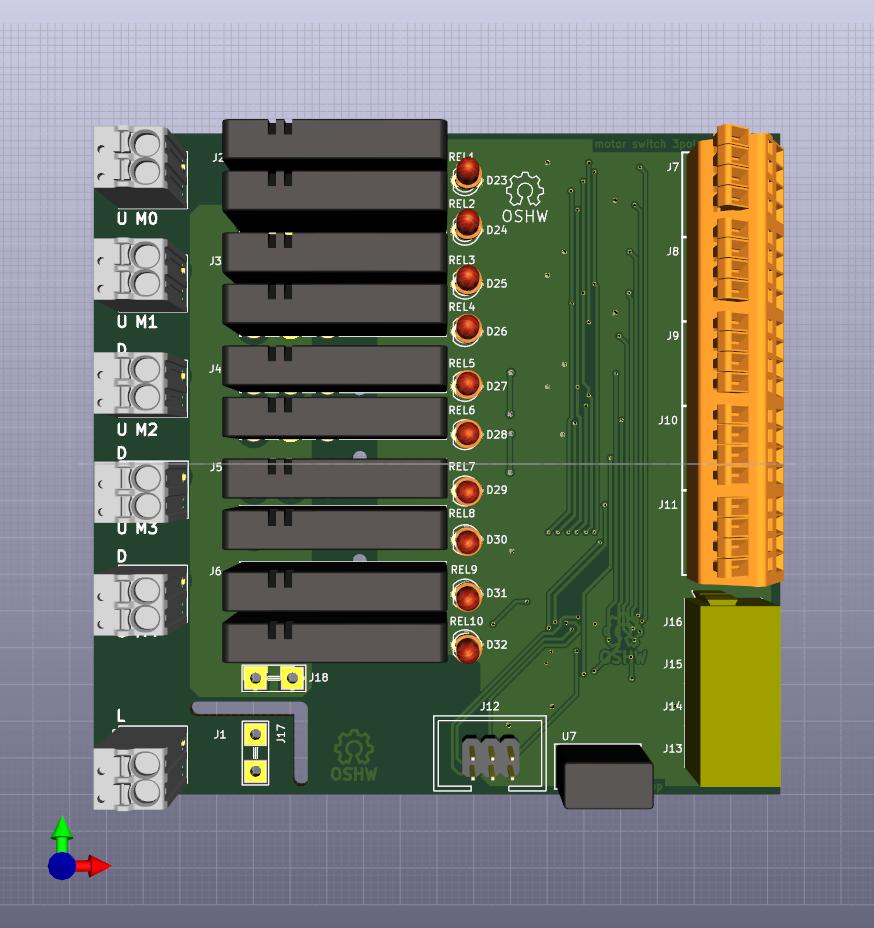 motor switch 3pol
J2
REL1
J7
D23
REL2
OSHW
U M0
D24
J8
J3
REL3
D25
REL4
U M1
D26
J9
D
J4
REL5
D27
REL6
J10
U M2
D28
D
J5
REL7
D29
J11
REL8
U M3
D30
D
J6
REL9
D31
REL10
J16
D32
OSHW
J15
J18
L
J12
J14
J1
J17
U7
J13
OSHW